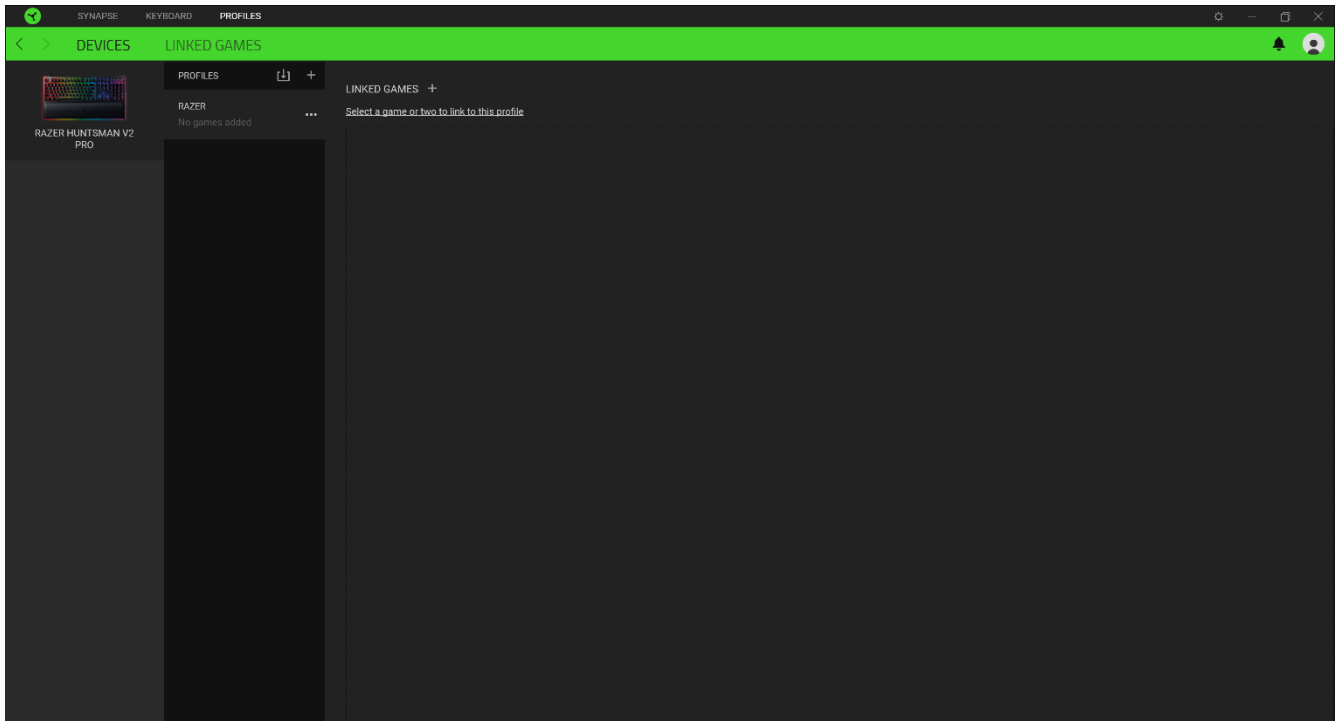 SYNAPSE KEYBOARD PROFILES
DEVICES LINKED GAMES
RAZER HUNTSMAN V2
PRO
PROFILES
RAZER
No games added
LINKED GAMES
Select a game or two to link to this profile